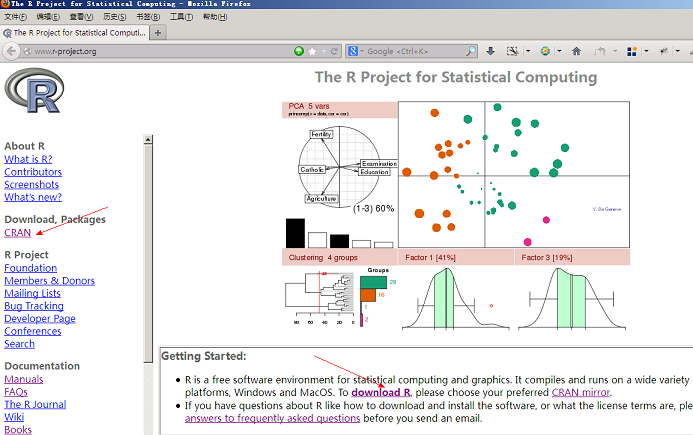 The R Project for Statistical Computing - Mozilla Firefox
文件(F) 编辑(E) 查看(V) 历史(S) 书签(B) 工具(T) 帮助(H)
The R Project for Statistical Computi...
www.r-project.org
Google <Ctrl+K>
R
The R Project for Statistical Computing
PCA 5 vars
princomp(x = data, cor = cor)
Fertility
Catholic
Examination
Education
Agriculture
(1-3) 60%
V. De Geneve
Clustering 4 groups
Factor 1 [41%]
Factor 3 [19%]
Groups
28
16
1
2
80 60 40 20 0
About R
What is R?
Contributors
Screenshots
What's new?
Download, Packages
CRAN
R Project
Foundation
Members & Donors
Mailing Lists
Bug Tracking
Developer Page
Conferences
Search
Documentation
Manuals
FAQs
The R Journal
Wiki
Books
Getting Started:
R is a free software environment for statistical computing and graphics. It compiles and runs on a wide variety
platforms, Windows and MacOS. To download R, please choose your preferred CRAN mirror.
If you have questions about R like how to download and install the software, or what the license terms are, ple
answers to frequently asked questions before you send an email.